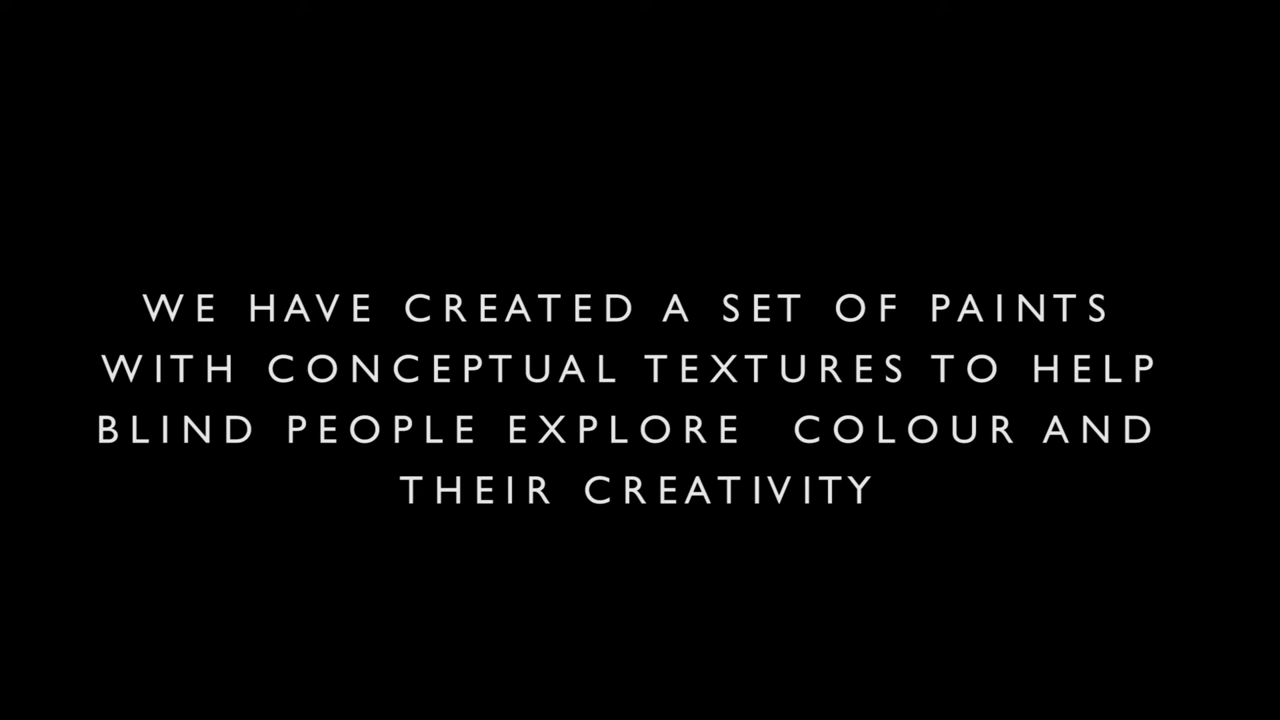 WE HAVE CREATED A SET OF PAINTS
WITH CONCEPTUAL TEXTURES TO HELP
BLIND PEOPLE EXPLORE COLOUR AND
THEIR CREATIVITY